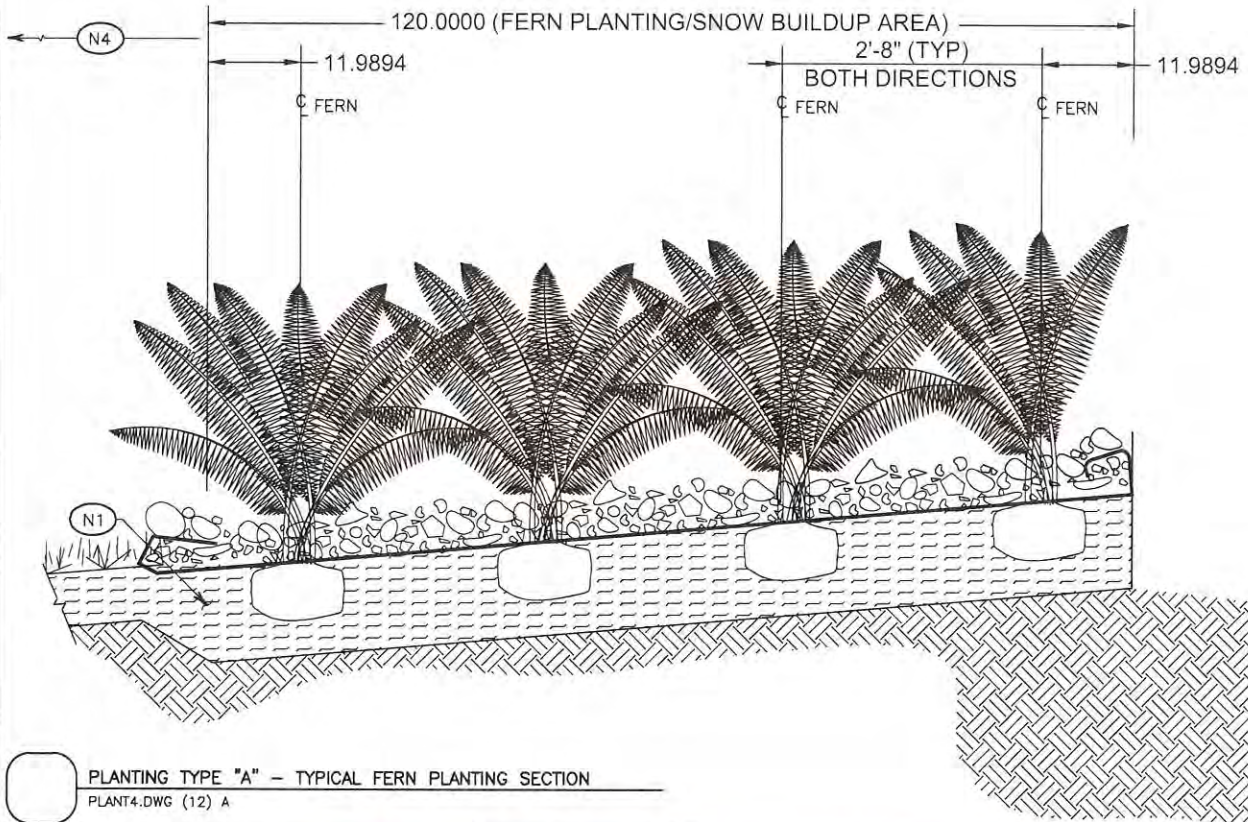 120.0000 (FERN PLANTING/SNOW BUILDUP AREA)
N4
11.9894
2'-8" (TYP)
BOTH DIRECTIONS
11.9894
℄ FERN
℄ FERN
℄ FERN
N1
PLANTING TYPE "A" – TYPICAL FERN PLANTING SECTION
PLANT4.DWG (12) A